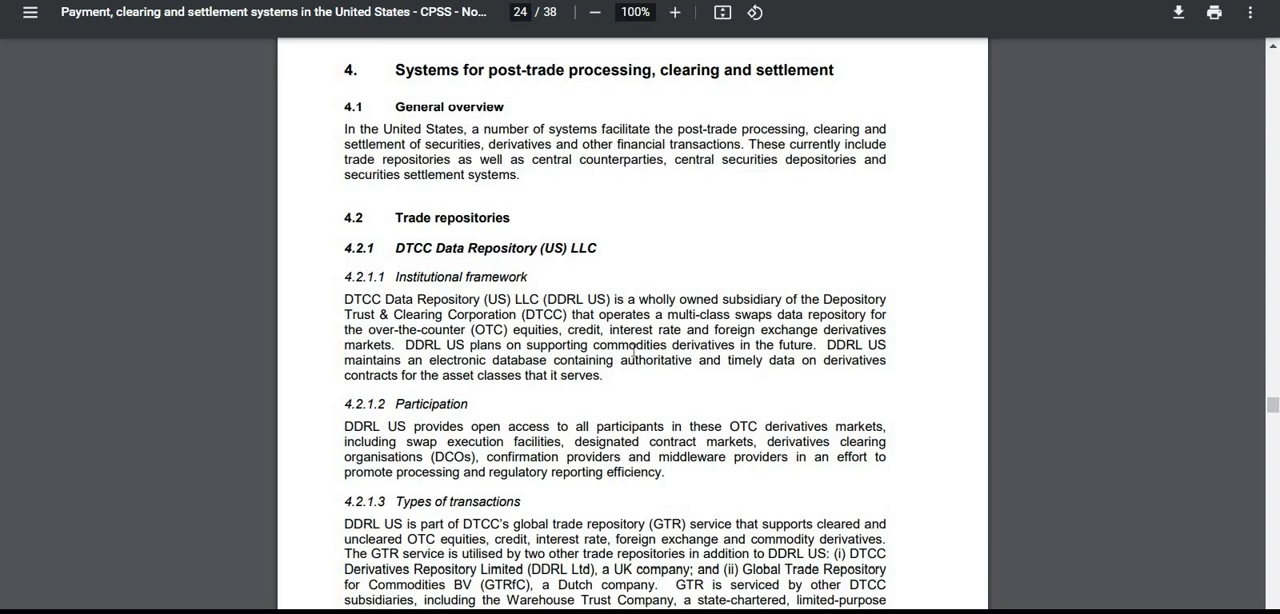 Payment, clearing and settlement systems in the United States - CPSS - No...
24 / 38
100%
4. Systems for post-trade processing, clearing and settlement
4.1 General overview
In the United States, a number of systems facilitate the post-trade processing, clearing and
settlement of securities, derivatives and other financial transactions. These currently include
trade repositories as well as central counterparties, central securities depositories and
securities settlement systems.
4.2 Trade repositories
4.2.1 DTCC Data Repository (US) LLC
4.2.1.1 Institutional framework
DTCC Data Repository (US) LLC (DDRL US) is a wholly owned subsidiary of the Depository
Trust & Clearing Corporation (DTCC) that operates a multi-class swaps data repository for
the over-the-counter (OTC) equities, credit, interest rate and foreign exchange derivatives
markets. DDRL US plans on supporting commodities derivatives in the future. DDRL US
maintains an electronic database containing authoritative and timely data on derivatives
contracts for the asset classes that it serves.
4.2.1.2 Participation
DDRL US provides open access to all participants in these OTC derivatives markets,
including swap execution facilities, designated contract markets, derivatives clearing
organisations (DCOs), confirmation providers and middleware providers in an effort to
promote processing and regulatory reporting efficiency.
4.2.1.3 Types of transactions
DDRL US is part of DTCC's global trade repository (GTR) service that supports cleared and
uncleared OTC equities, credit, interest rate, foreign exchange and commodity derivatives.
The GTR service is utilised by two other trade repositories in addition to DDRL US: (i) DTCC
Derivatives Repository Limited (DDRL Ltd), a UK company; and (ii) Global Trade Repository
for Commodities BV (GTRfC), a Dutch company. GTR is serviced by other DTCC
subsidiaries, including the Warehouse Trust Company, a state-chartered, limited-purpose